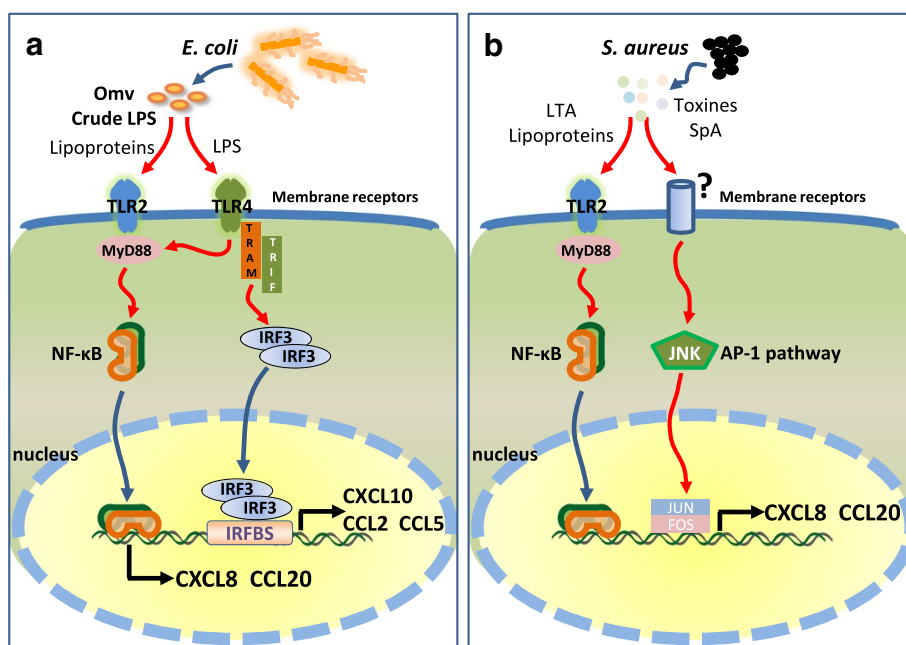 a
E. coli
Omv
Crude LPS
Lipoproteins
LPS
TLR2
TLR4
Membrane receptors
MyD88
TRAM
TRIF
NF-κB
IRF3
IRF3
nucleus
IRF3
IRF3
IRFBS
CXCL10
CCL2 CCL5
CXCL8 CCL20
b
S. aureus
LTA
Lipoproteins
Toxines
SpA
TLR2
?
Membrane receptors
MyD88
NF-κB
JNK
AP-1 pathway
nucleus
JUN
FOS
CXCL8 CCL20